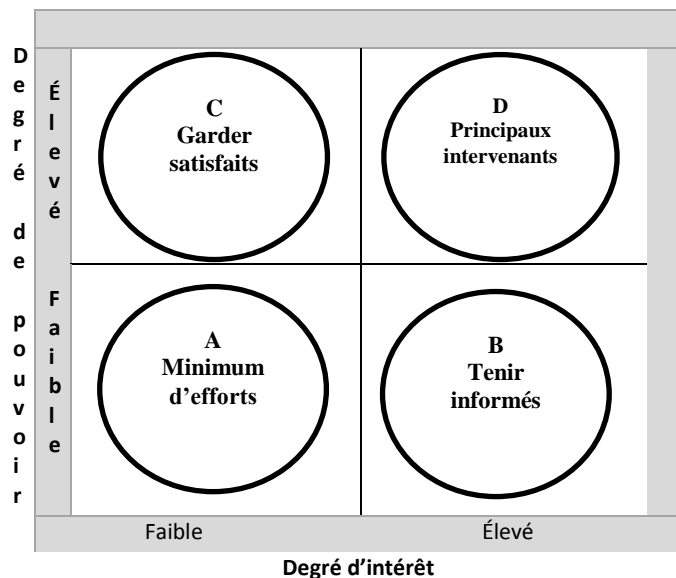 Degré de pouvoir
Élevé
Faible
C
Garder
satisfaits
D
Principaux
intervenants
A
Minimum
d’efforts
B
Tenir
informés
Faible
Élevé
Degré d’intérêt